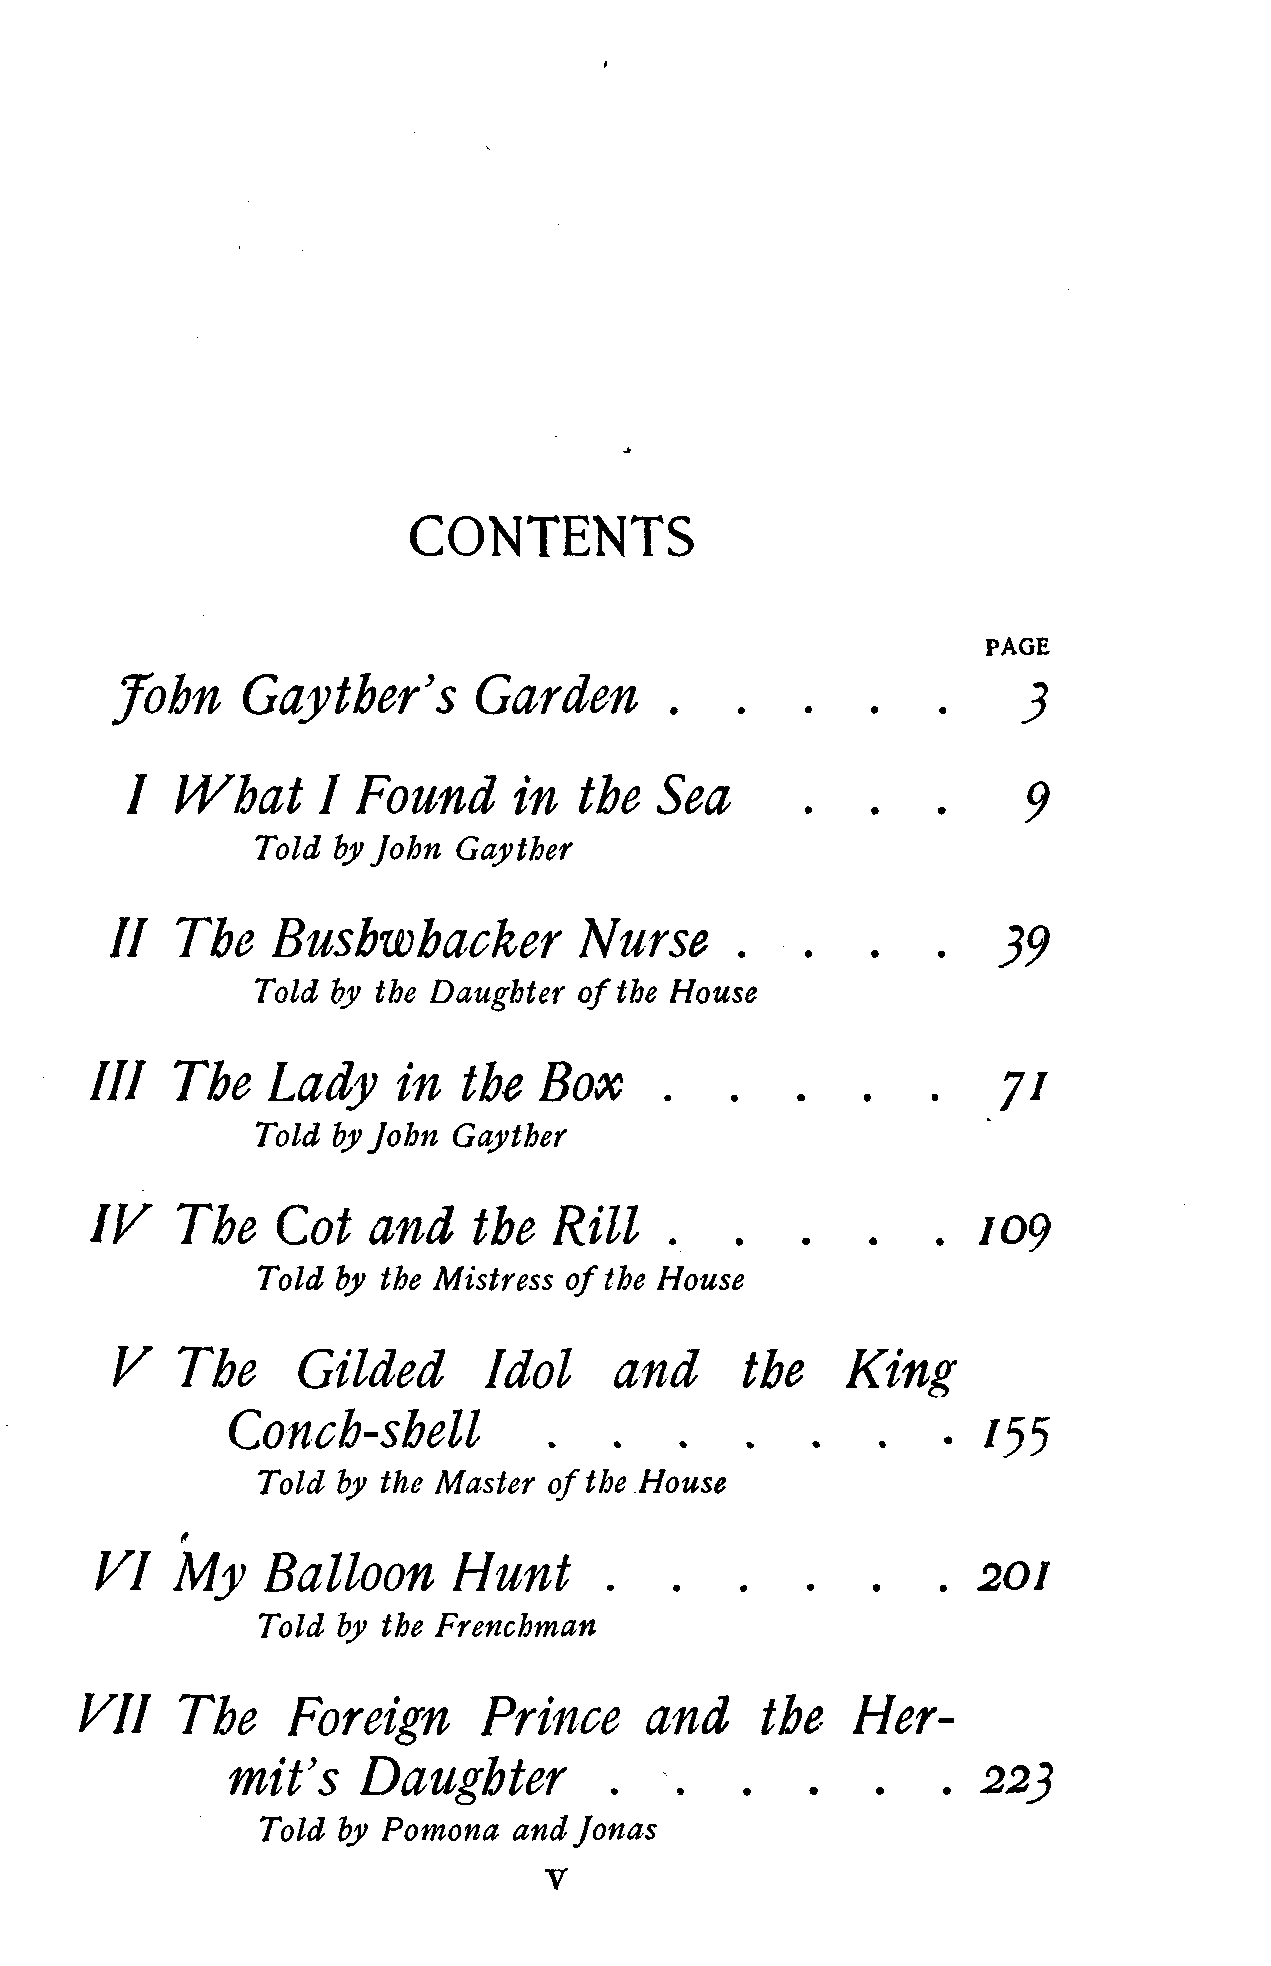 CONTENTS
PAGE
John Gayther's Garden . . . . . 3
I What I Found in the Sea . . . 9
Told by John Gayther
II The Bushwhacker Nurse . . . . 39
Told by the Daughter of the House
III The Lady in the Box . . . . . 71
Told by John Gayther
IV The Cot and the Rill . . . . . 109
Told by the Mistress of the House
V The Gilded Idol and the King
Conch-shell . . . . . . . 155
Told by the Master of the House
VI My Balloon Hunt . . . . . . 201
Told by the Frenchman
VII The Foreign Prince and the Her-
mit's Daughter . . . . . . 223
Told by Pomona and Jonas
v